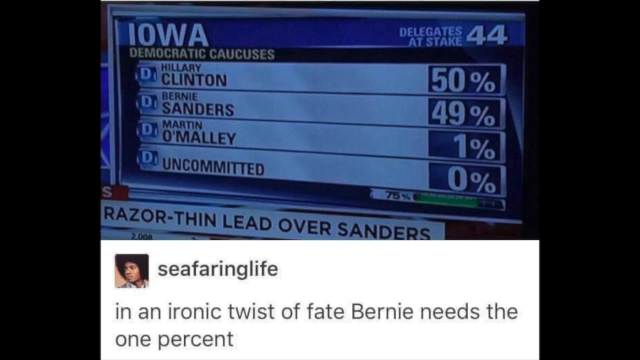 IOWA
DELEGATES
AT STAKE 44
DEMOCRATIC CAUCUSES
D HILLARY
CLINTON 50%
D BERNIE
SANDERS 49%
D MARTIN
O'MALLEY 1%
D UNCOMMITTED 0%
75%
S
RAZOR-THIN LEAD OVER SANDERS
seafaringlife
in an ironic twist of fate Bernie needs the
one percent